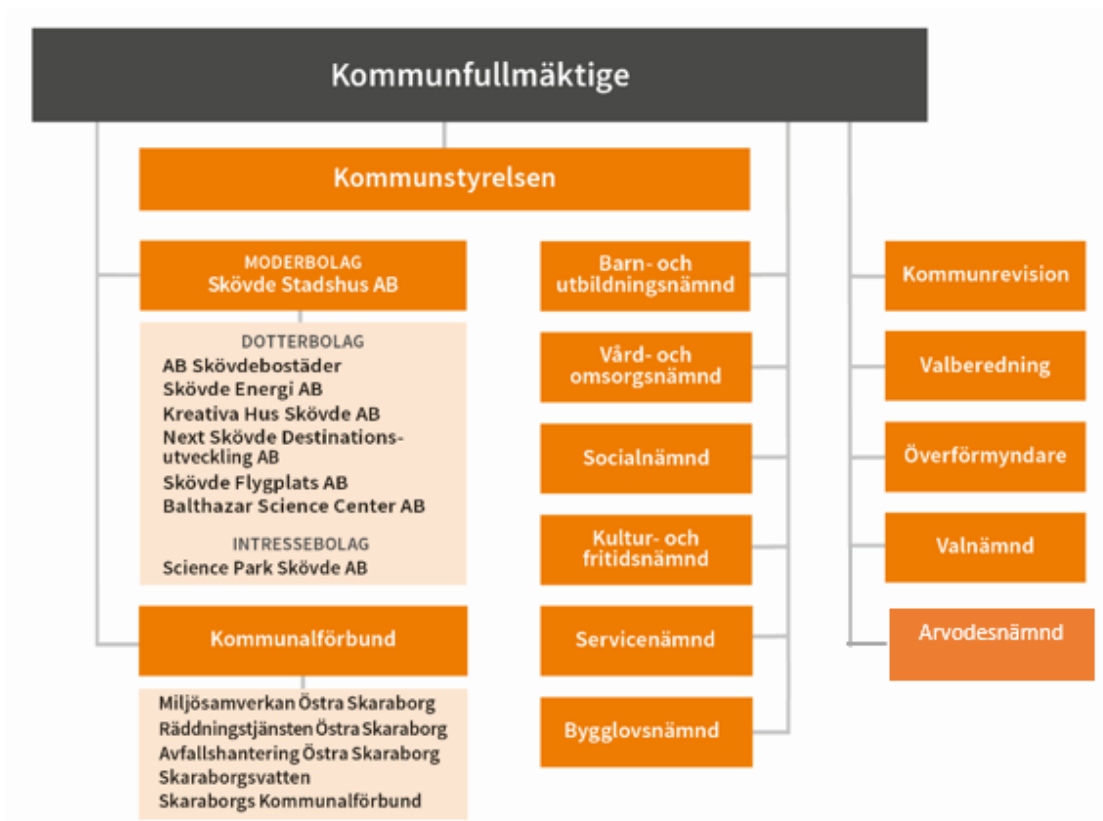 Kommunfullmäktige
Kommunstyrelsen
MODERBOLAG
Skövde Stadshus AB
DOTTERBOLAG
AB Skövdebostäder
Skövde Energi AB
Kreativa Hus Skövde AB
Next Skövde Destinations-
utveckling AB
Skövde Flygplats AB
Balthazar Science Center AB
INTRESSEBOLAG
Science Park Skövde AB
Kommunalförbund
Miljösamverkan Östra Skaraborg
Räddningstjänsten Östra Skaraborg
Avfallshantering Östra Skaraborg
Skaraborgsvatten
Skaraborgs Kommunalförbund
Barn- och
utbildningsnämnd
Vård- och
omsorgsnämnd
Socialnämnd
Kultur- och
fritidsnämnd
Servicenämnd
Bygglovsnämnd
Kommunrevision
Valberedning
Överförmyndare
Valnämnd
Arvodesnämnd